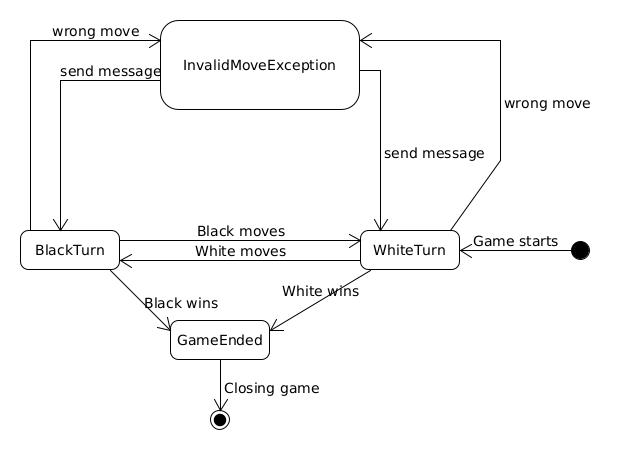 wrong move
InvalidMoveException
send message
wrong move
send message
Black moves
BlackTurn
White moves
WhiteTurn
Game starts
Black wins
White wins
GameEnded
Closing game